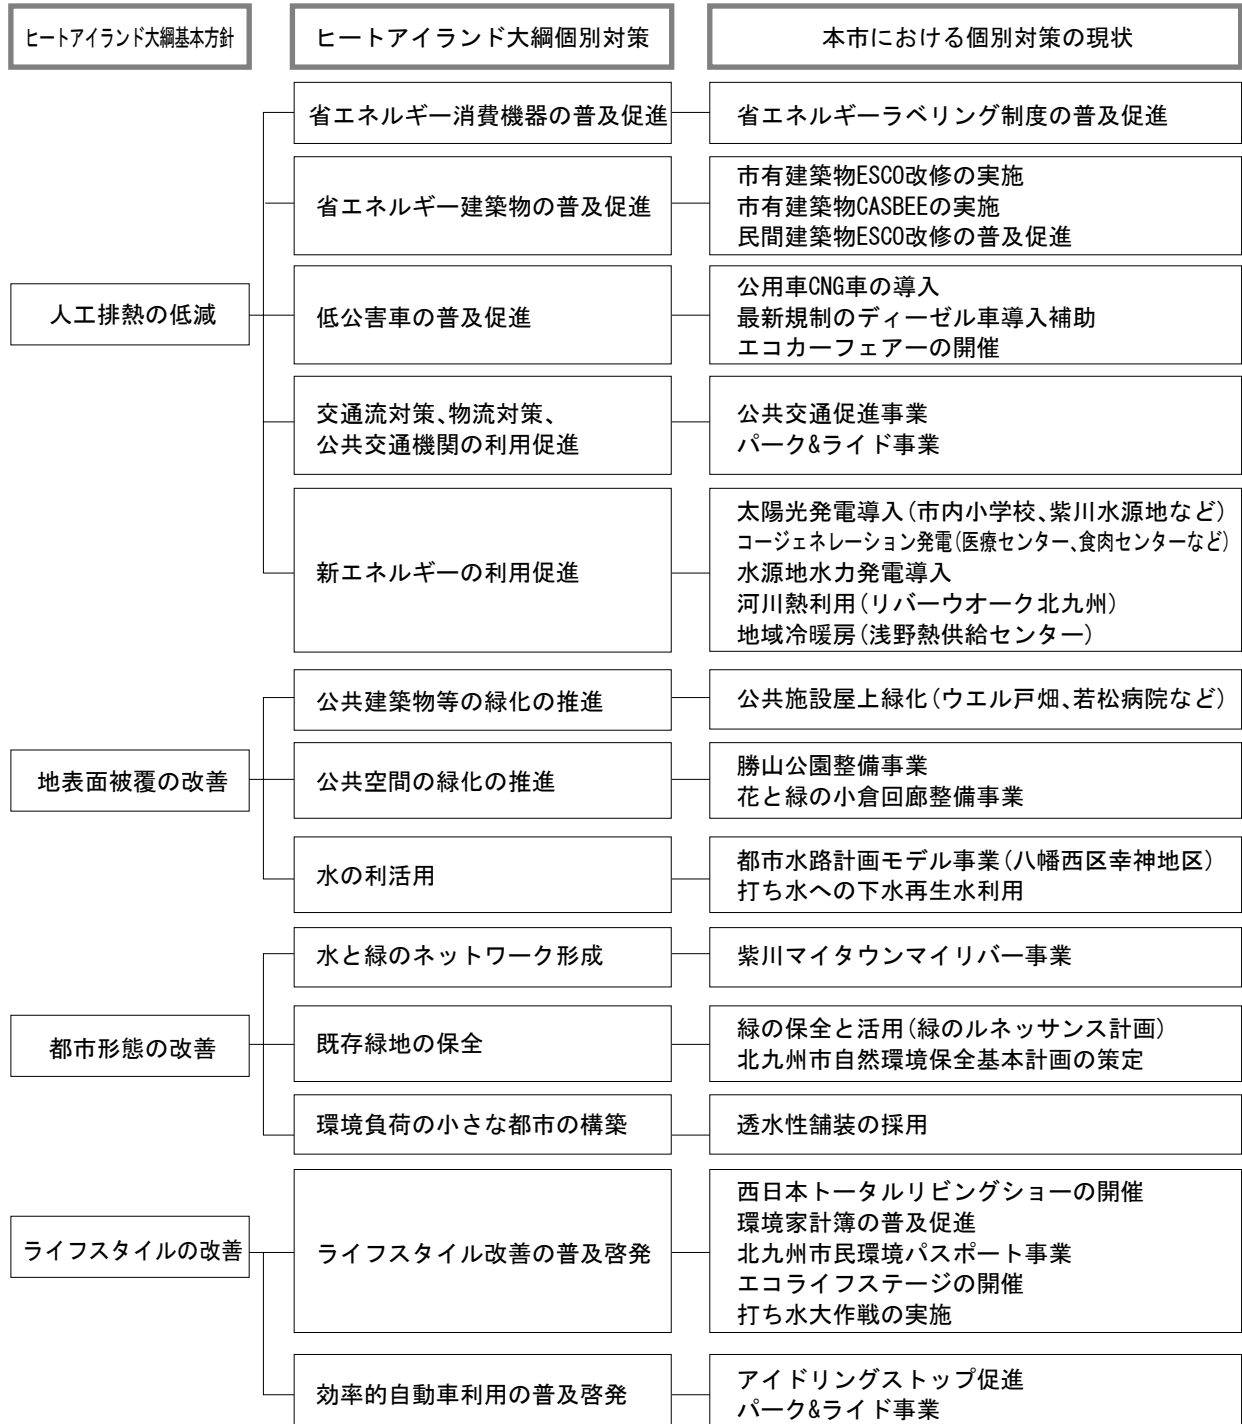 ヒートアイランド大綱基本方針
ヒートアイランド大綱個別対策
本市における個別対策の現状
人工排熱の低減
省エネルギー消費機器の普及促進
省エネルギーラベリング制度の普及促進
省エネルギー建築物の普及促進
市有建築物ESCO改修の実施
市有建築物CASBEEの実施
民間建築物ESCO改修の普及促進
低公害車の普及促進
公用車CNG車の導入
最新規制のディーゼル車導入補助
エコカーフェアーの開催
交通流対策、物流対策、
公共交通機関の利用促進
公共交通促進事業
パーク&ライド事業
新エネルギーの利用促進
太陽光発電導入(市内小学校、紫川水源地など)
コージェネレーション発電(医療センター、食肉センターなど)
水源地水力発電導入
河川熱利用(リバーウオーク北九州)
地域冷暖房(浅野熱供給センター)
地表面被覆の改善
公共建築物等の緑化の推進
公共施設屋上緑化(ウエル戸畑、若松病院など)
公共空間の緑化の推進
勝山公園整備事業
花と緑の小倉回廊整備事業
水の利活用
都市水路計画モデル事業(八幡西区幸神地区)
打ち水への下水再生水利用
都市形態の改善
水と緑のネットワーク形成
紫川マイタウンマイリバー事業
既存緑地の保全
緑の保全と活用(緑のルネッサンス計画)
北九州市自然環境保全基本計画の策定
環境負荷の小さな都市の構築
透水性舗装の採用
ライフスタイルの改善
ライフスタイル改善の普及啓発
西日本トータルリビングショーの開催
環境家計簿の普及促進
北九州市民環境パスポート事業
エコライフステージの開催
打ち水大作戦の実施
効率的自動車利用の普及啓発
アイドリングストップ促進
パーク&ライド事業